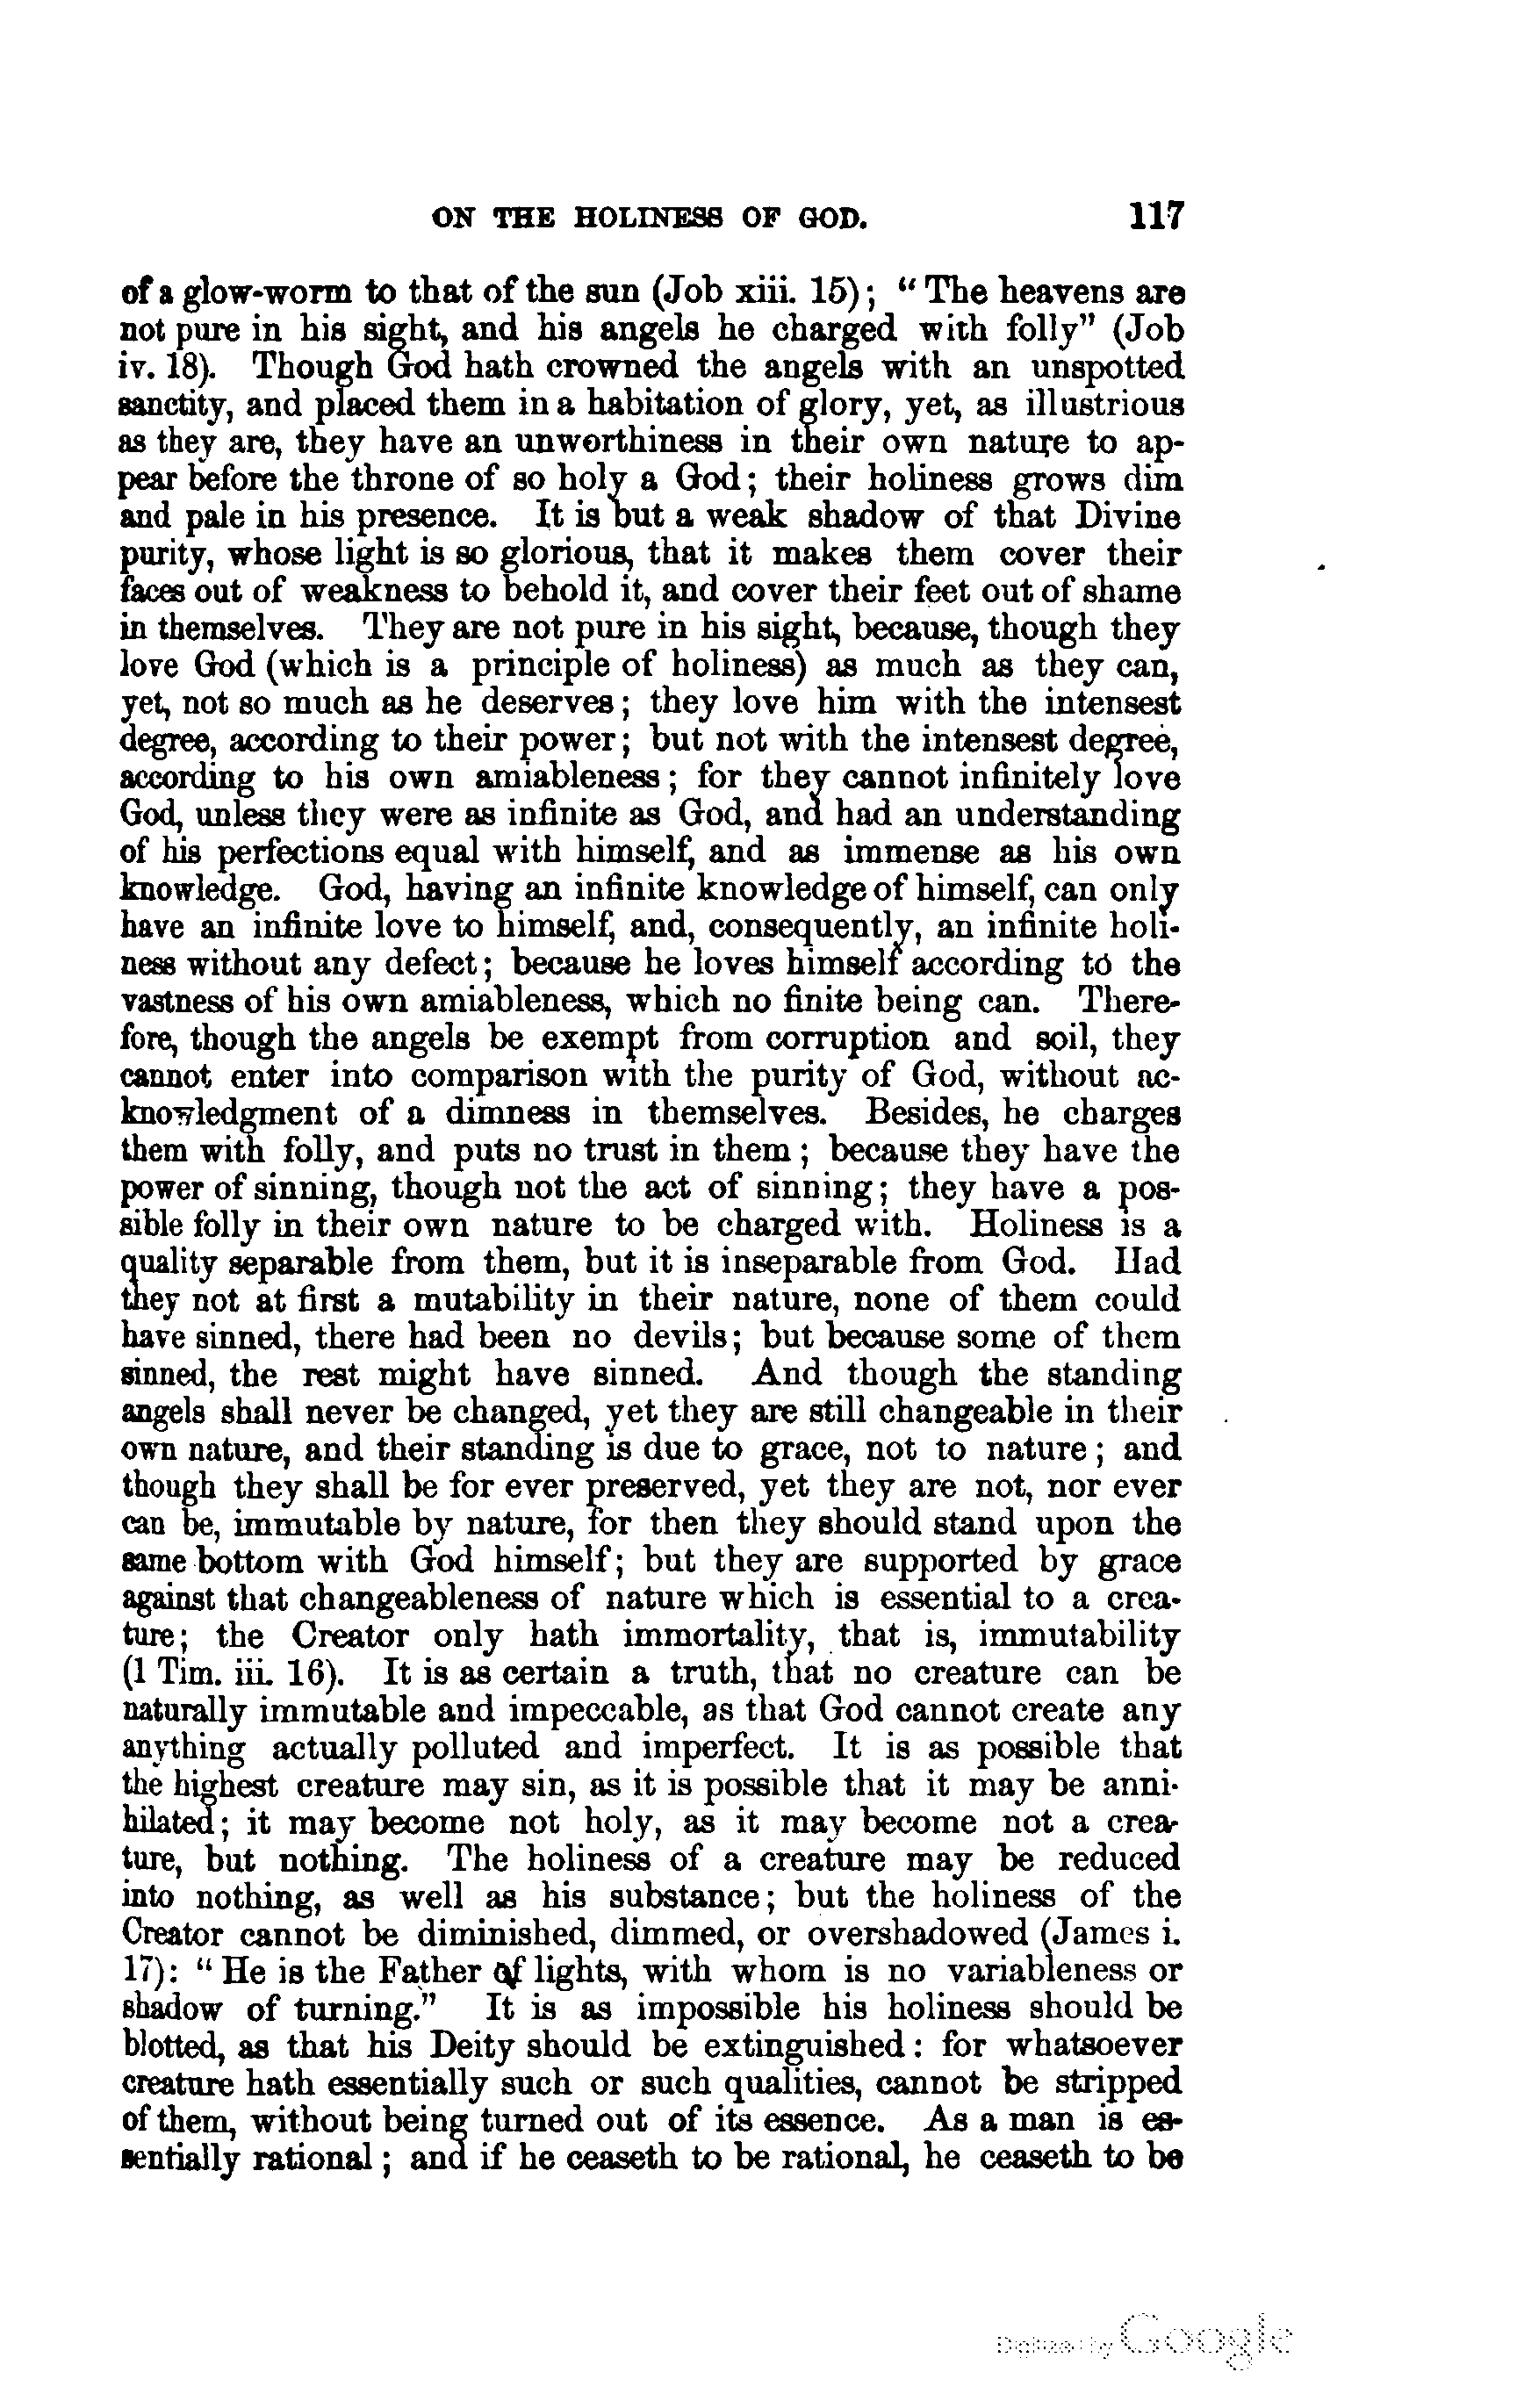 ON THE HOLINESS OF GOD. 117
of a glow-worm to that of the sun (Job xiii. 15); “The heavens are
not pure in his sight, and his angels he charged with folly” (Job
iv. 18). Though God hath crowned the angels with an unspotted
sanctity, and placed them in a habitation of glory, yet, as illustrious
as they are, they have an unworthiness in their own nature to ap-
pear before the throne of so holy a God; their holiness grows dim
and pale in his presence. It is but a weak shadow of that Divine
purity, whose light is so glorious, that it makes them cover their
faces out of weakness to behold it, and cover their feet out of shame
in themselves. They are not pure in his sight, because, though they
love God (which is a principle of holiness) as much as they can,
yet, not so much as he deserves; they love him with the intensest
degree, according to their power; but not with the intensest degree,
according to his own amiableness; for they cannot infinitely love
God, unless they were as infinite as God, and had an understanding
of his perfections equal with himself, and as immense as his own
knowledge. God, having an infinite knowledge of himself, can only
have an infinite love to himself, and, consequently, an infinite holi-
ness without any defect; because he loves himself according to the
vastness of his own amiableness, which no finite being can. There-
fore, though the angels be exempt from corruption and soil, they
cannot enter into comparison with the purity of God, without ac-
knowledgment of a dimness in themselves. Besides, he charges
them with folly, and puts no trust in them; because they have the
power of sinning, though not the act of sinning; they have a pos-
sible folly in their own nature to be charged with. Holiness is a
quality separable from them, but it is inseparable from God. Had
they not at first a mutability in their nature, none of them could
have sinned, there had been no devils; but because some of them
sinned, the rest might have sinned. And though the standing
angels shall never be changed, yet they are still changeable in their
own nature, and their standing is due to grace, not to nature; and
though they shall be for ever preserved, yet they are not, nor ever
can be, immutable by nature, for then they should stand upon the
same bottom with God himself; but they are supported by grace
against that changeableness of nature which is essential to a crea-
ture; the Creator only hath immortality, that is, immutability
(1 Tim. iii. 16). It is as certain a truth, that no creature can be
naturally immutable and impeccable, as that God cannot create any
anything actually polluted and imperfect. It is as possible that
the highest creature may sin, as it is possible that it may be anni-
hilated; it may become not holy, as it may become not a crea-
ture, but nothing. The holiness of a creature may be reduced
into nothing, as well as his substance; but the holiness of the
Creator cannot be diminished, dimmed, or overshadowed (James i.
17): “He is the Father of lights, with whom is no variableness or
shadow of turning.” It is as impossible his holiness should be
blotted, as that his Deity should be extinguished: for whatsoever
creature hath essentially such or such qualities, cannot be stripped
of them, without being turned out of its essence. As a man is es-
sentially rational; and if he ceaseth to be rational, he ceaseth to be
Digitized by Google